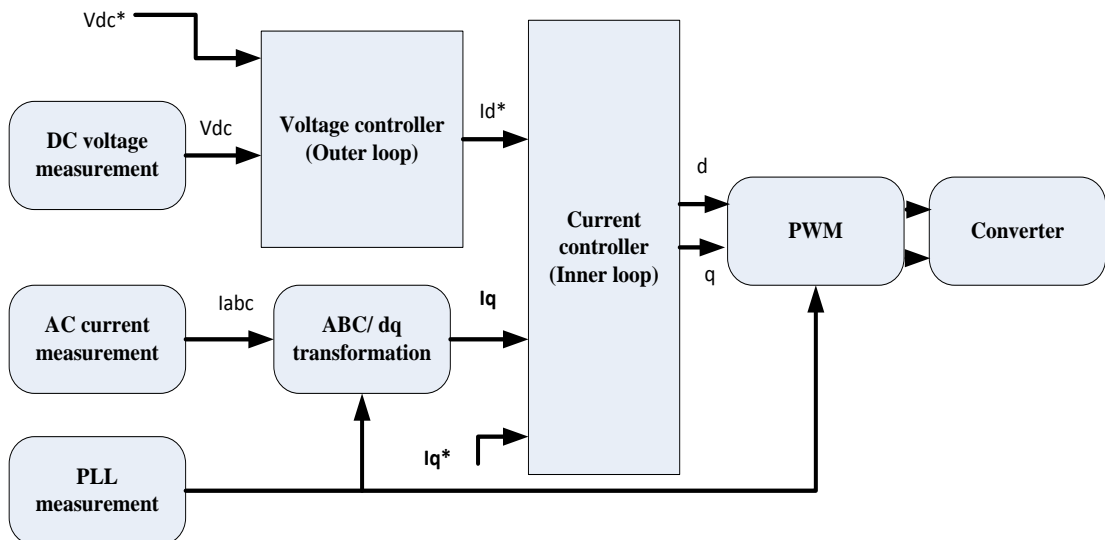 Vdc*
DC voltage
measurement
Vdc
Voltage controller
(Outer loop)
Id*
Current
controller
(Inner loop)
d
q
PWM
Converter
AC current
measurement
Iabc
ABC/ dq
transformation
Iq
Iq*
PLL
measurement